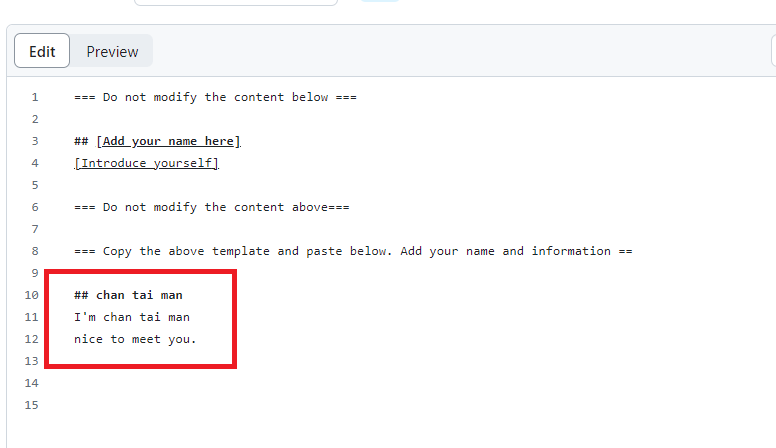 Edit Preview
1 === Do not modify the content below ===
2
3 ## [Add your name here]
4 [Introduce yourself]
5
6 === Do not modify the content above===
7
8 === Copy the above template and paste below. Add your name and information ==
9
10 ## chan tai man
11 I'm chan tai man
12 nice to meet you.
13
14
15